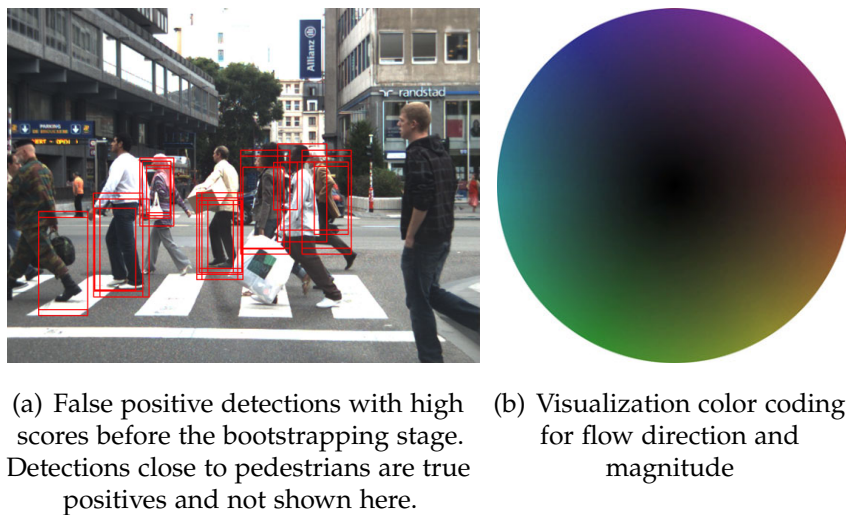 Allianz
randstad
PARKING
(a) False positive detections with high
scores before the bootstrapping stage.
Detections close to pedestrians are true
positives and not shown here.
(b) Visualization color coding
for flow direction and
magnitude